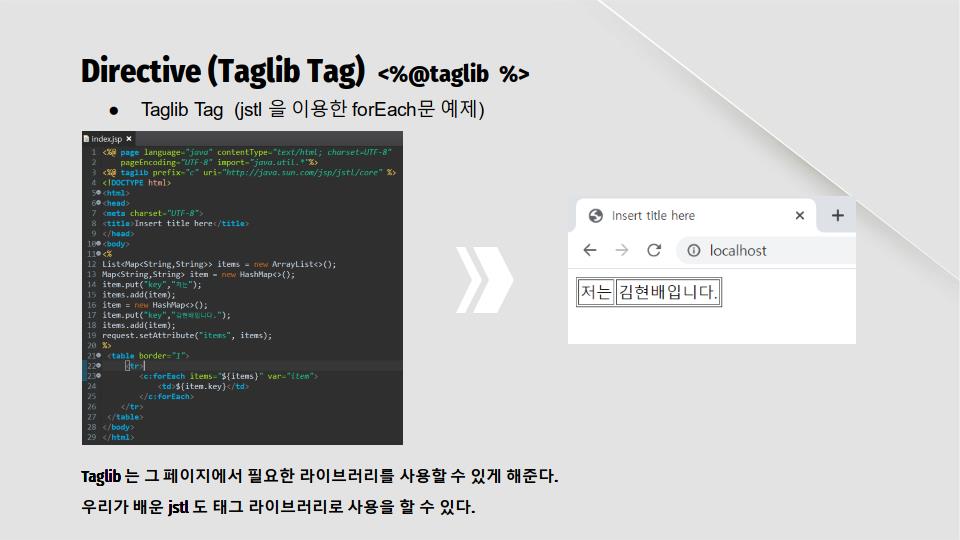 Directive (Taglib Tag) <%@taglib %>
● Taglib Tag (jstl 을 이용한 forEach문 예제)
index.jsp
1 <%@ page language="java" contentType="text/html; charset=UTF-8"
2 pageEncoding="UTF-8" import="java.util.*"%>
3 <%@ taglib prefix="c" uri="http://java.sun.com/jsp/jstl/core" %>
4 <!DOCTYPE html>
5 <html>
6 <head>
7 <meta charset="UTF-8">
8 <title>Insert title here</title>
9 </head>
10 <body>
11 <%
12 List<Map<String,String>> items = new ArrayList<>();
13 Map<String,String> item = new HashMap<>();
14 item.put("key","저는");
15 items.add(item);
16 item = new HashMap<>();
17 item.put("key","김현배입니다.");
18 items.add(item);
19 request.setAttribute("items", items);
20 %>
21 <table border="1">
22 <tr>
23 <c:forEach items="${items}" var="item">
24 <td>${item.key}</td>
25 </c:forEach>
26 </tr>
27 </table>
28 </body>
29 </html>
Insert title here
localhost
저는 김현배입니다.
Taglib 는 그 페이지에서 필요한 라이브러리를 사용할 수 있게 해준다.
우리가 배운 jstl 도 태그 라이브러리로 사용을 할 수 있다.